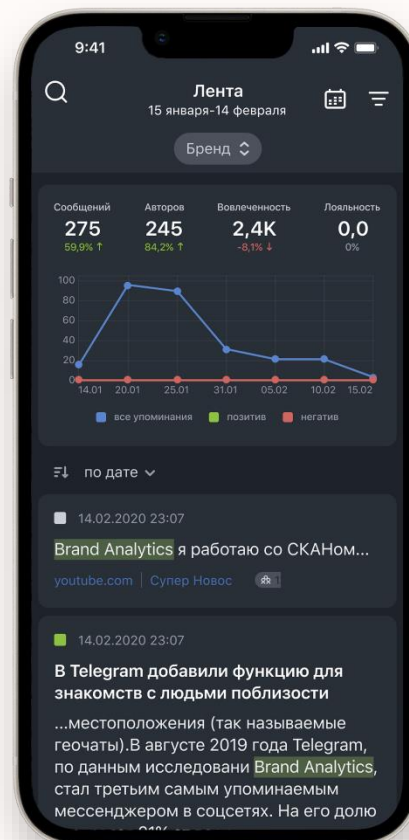 9:41
Лента
15 января-14 февраля
Бренд
Сообщений Авторов Вовлеченность Лояльность
275 245 2,4K 0,0
59,9% ↑ 84,2% ↑ -8,1% ↓ 0%
100
80
60
40
20
0
14.01 20.01 25.01 31.01 05.02 10.02 15.02
все упоминания позитив негатив
по дате
14.02.2020 23:07
Brand Analytics я работаю со СКАНом...
youtube.com | Супер Новос
14.02.2020 23:07
В Telegram добавили функцию для
знакомств с людьми поблизости
...местоположения (так называемые
геочаты).В августе 2019 года Telegram,
по данным исследовани Brand Analytics,
стал третьим самым упоминаемым
мессенджером в соцсетях. На его долю